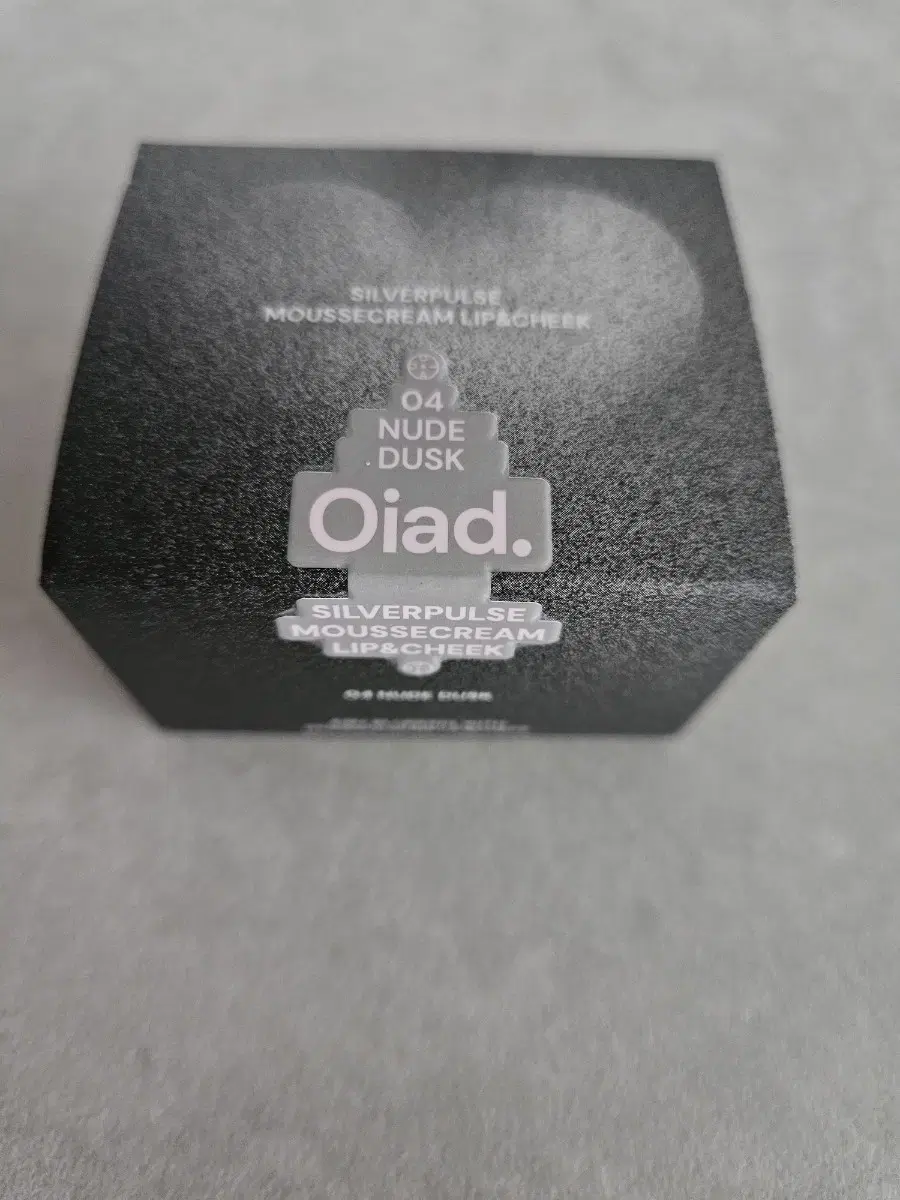 SILVERPULSE
MOUSSECREAM LIP&CHEEK
04
NUDE
DUSK
Oiad.
SILVERPULSE
MOUSSECREAM
LIP&CHEEK
04 NUDE DUSK